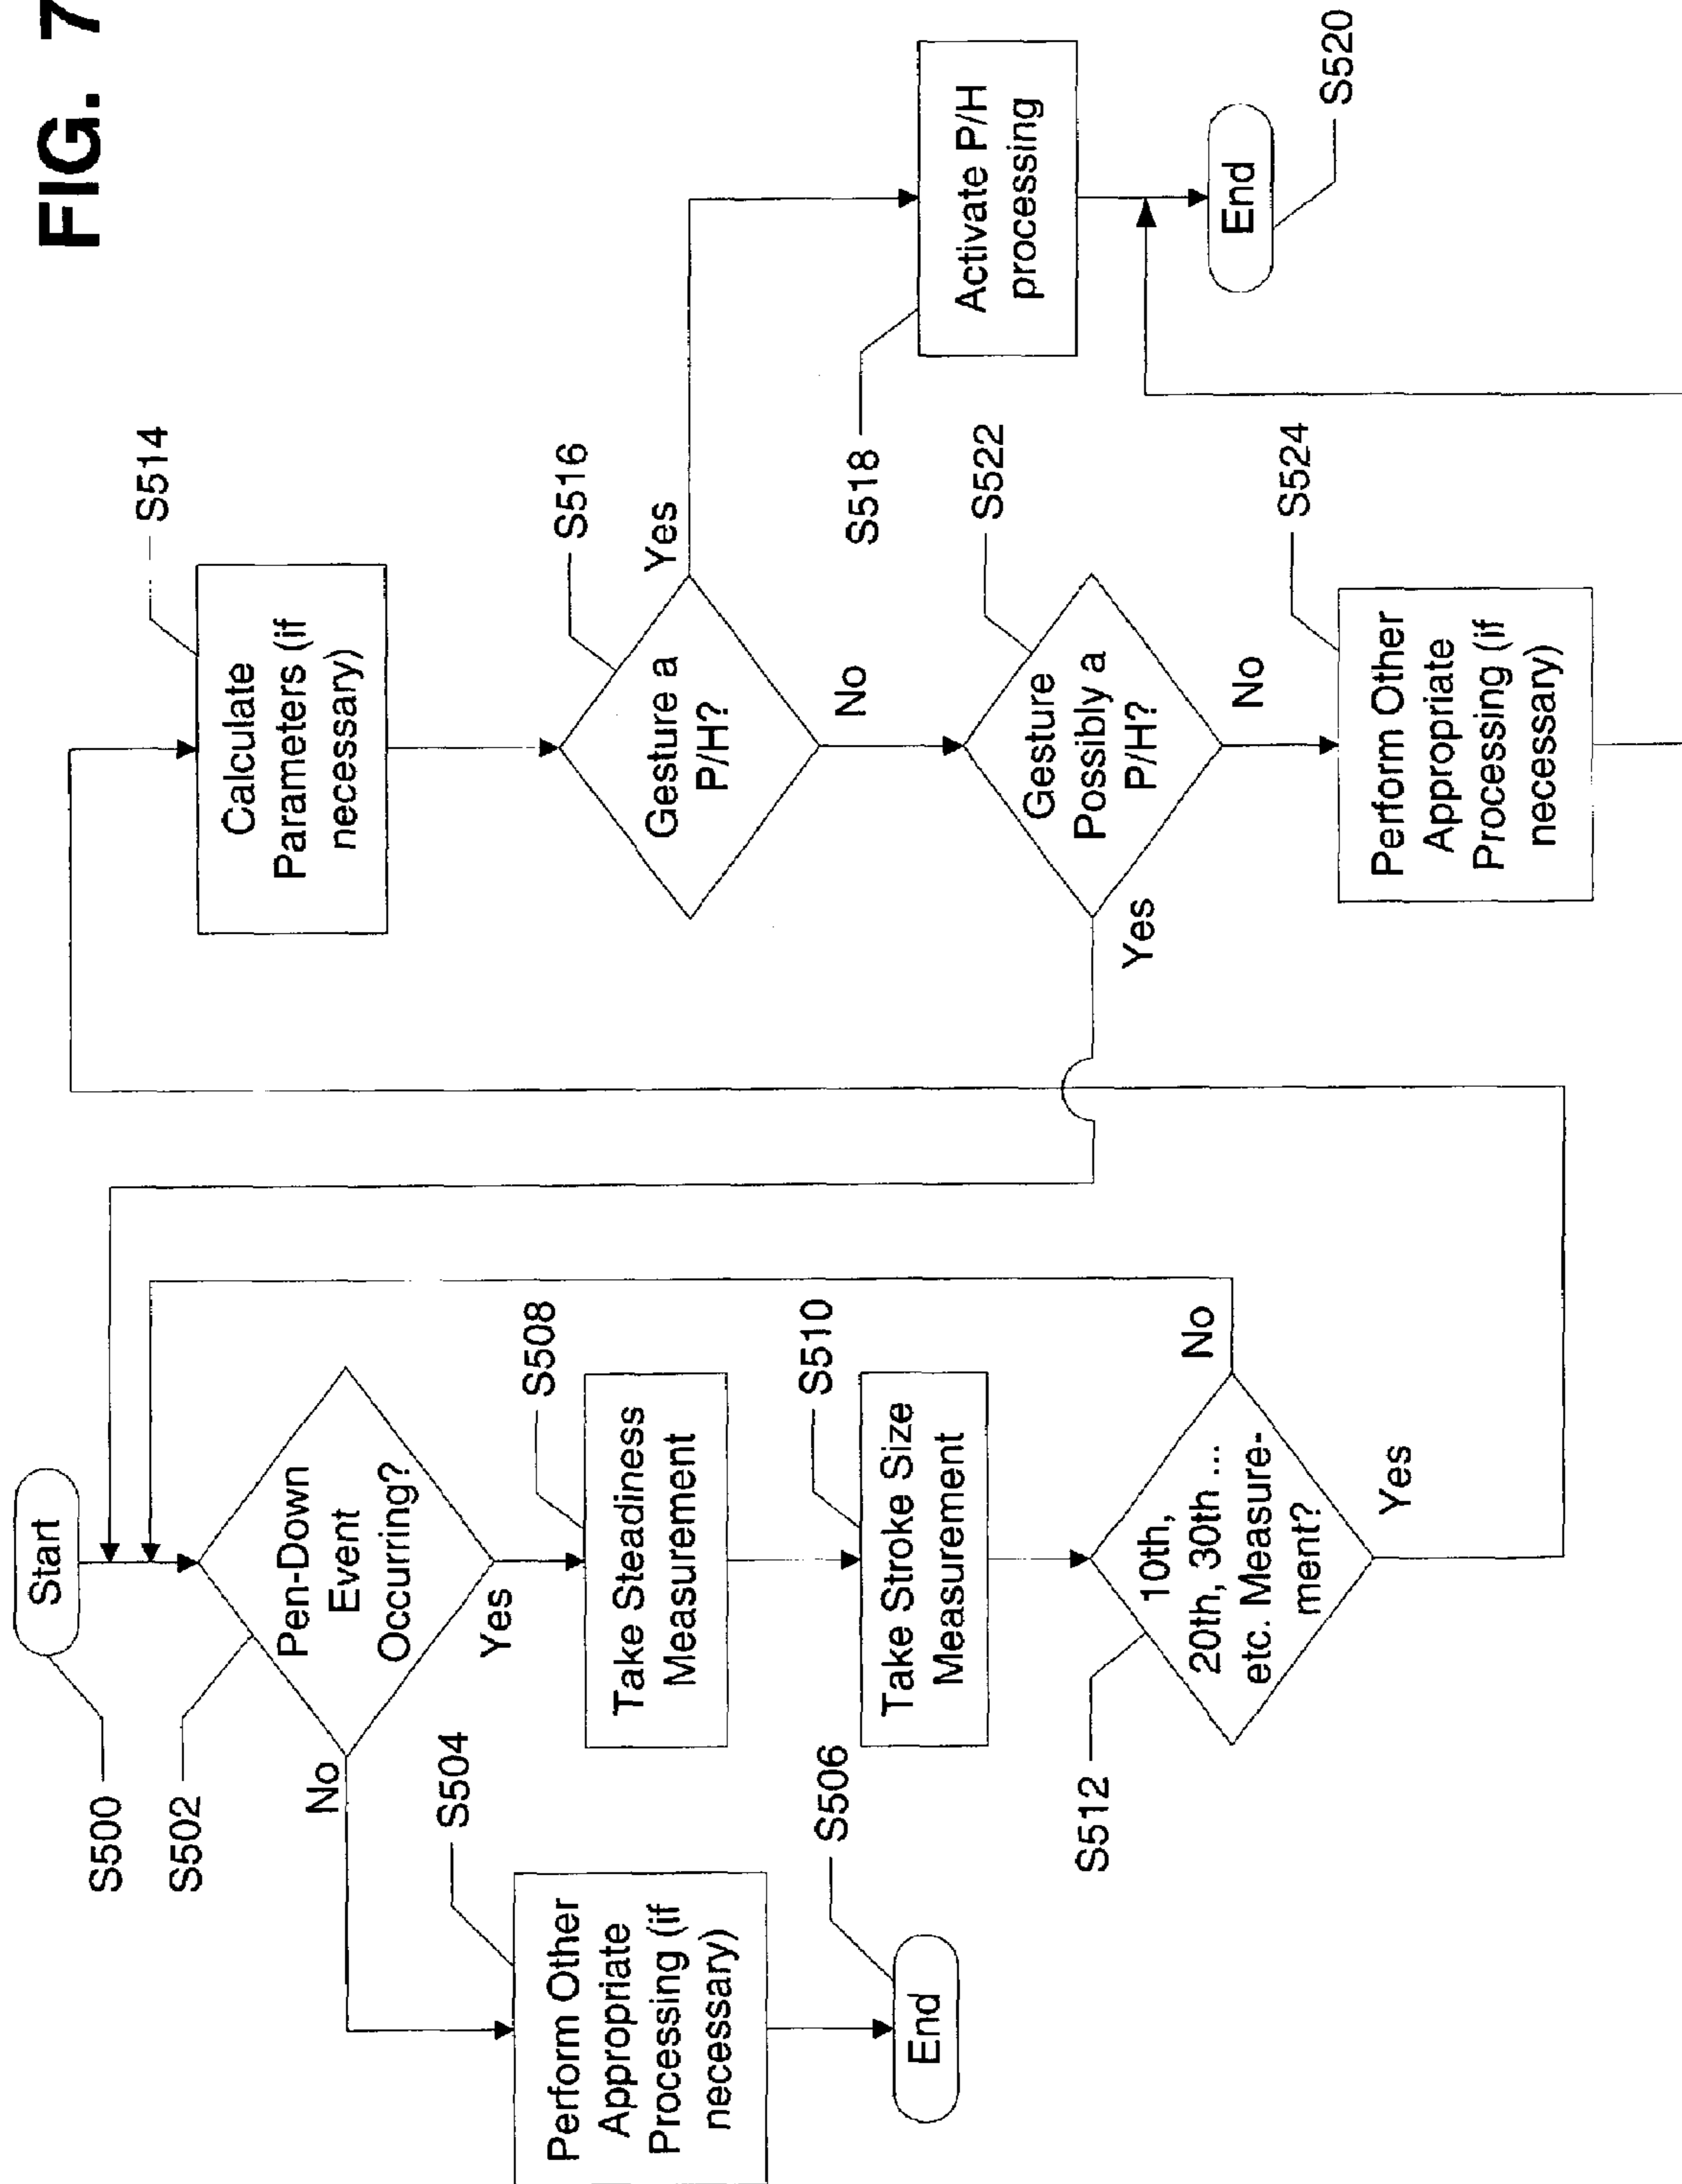 FIG. 7
Start
S500
Pen-Down
Event
Occurring?
S502
No
Yes
Perform Other
Appropriate
Processing (if
necessary)
S504
End
S506
Take Steadiness
Measurement
S508
Take Stroke Size
Measurement
S510
10th,
20th, 30th ...
etc. Measure-
ment?
S512
No
Yes
Calculate
Parameters (if
necessary)
S514
Gesture a
P/H?
S516
Yes
No
Activate P/H
processing
S518
End
S520
Gesture
Possibly a
P/H?
S522
Yes
No
Perform Other
Appropriate
Processing (if
necessary)
S524